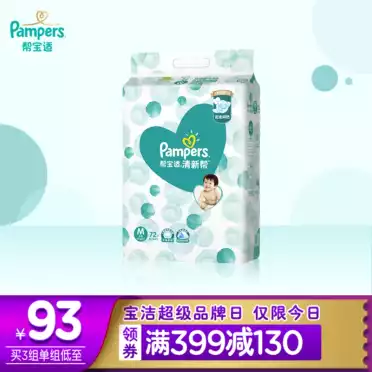 Pampers
帮宝适
Pampers
帮宝适 清新帮
M
72
¥93
买3组单组低至
宝洁超级品牌日 仅限今日
领券
满399减130